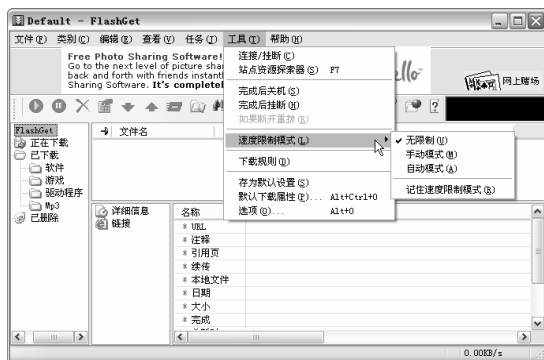 Default - FlashGet
文件(F) 类别(C) 编辑(E) 查看(V) 任务(J) 工具(T) 帮助(H)
Free Photo Sharing Software!
Go to the next level of picture sha
back and forth with friends instantl
Sharing Software. It's complete
llo
网上赌场
连接/挂断(C)
站点资源探索器(S) F7
完成后关机(S)
完成后挂断(H)
如果断开重拨(R)
速度限制模式(L)
下载规则(D)
存为默认设置(S)
默认下载属性(P)... Alt+Ctrl+O
选项(O)... Alt+O
无限制(U)
手动模式(M)
自动模式(A)
记住速度限制模式(R)
FlashGet
正在下载
已下载
软件
游戏
驱动程序
Mp3
已删除
文件名
详细信息
链接
名称
* URL
* 注释
* 引用页
* 续传
* 本地文件
* 日期
* 大小
* 完成
0.00KB/s